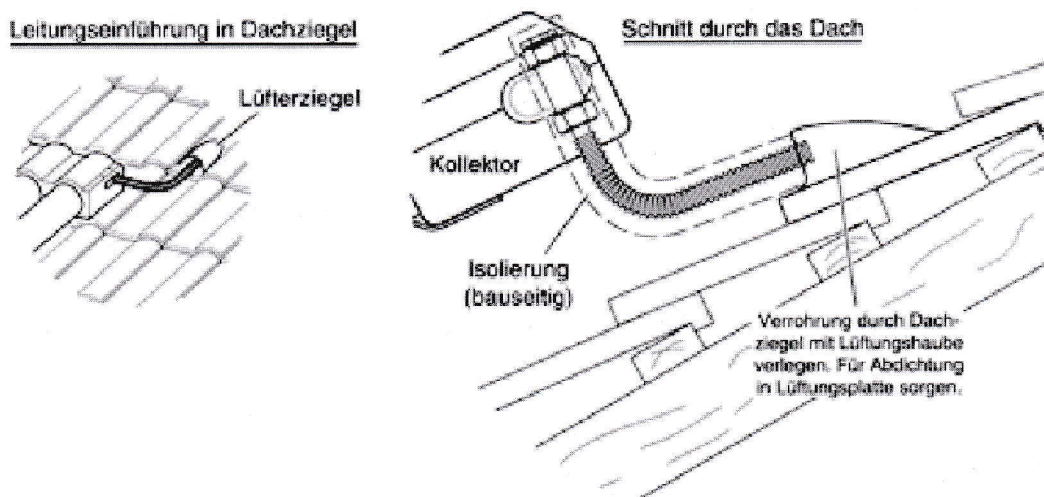 Leitungseinführung in Dachziegel
Lüfterziegel
Schnitt durch das Dach
Kollektor
Isolierung
(bauseitig)
Verrohrung durch Dach-
ziegel mit Lüftungshaube
verlegen. Für Abdichtung
in Lüftungsplatte sorgen.